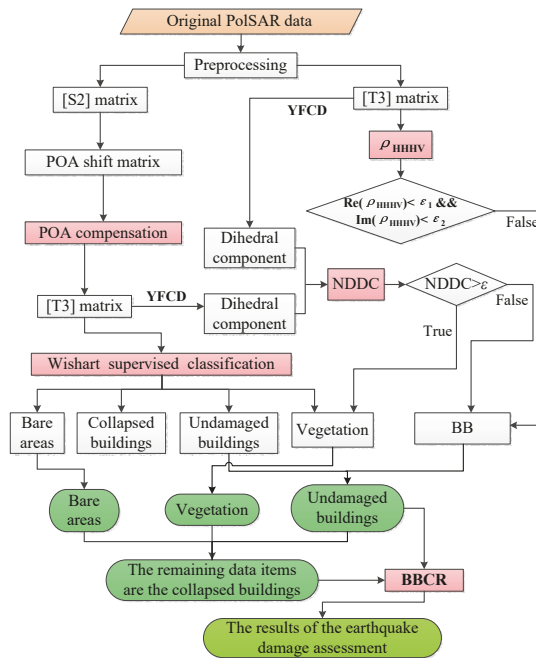 Original PolSAR data
Preprocessing
[S2] matrix
[T3] matrix
YFCD
ρHHHV
POA shift matrix
Re(ρHHHV)< ε1 &&
Im(ρHHHV)< ε2
False
POA compensation
Dihedral
component
NDDC
NDDC>ε
False
[T3] matrix
YFCD
Dihedral
component
True
Wishart supervised classification
Bare
areas
Collapsed
buildings
Undamaged
buildings
Vegetation
BB
Bare
areas
Vegetation
Undamaged
buildings
The remaining data items
are the collapsed buildings
BBCR
The results of the earthquake
damage assessment